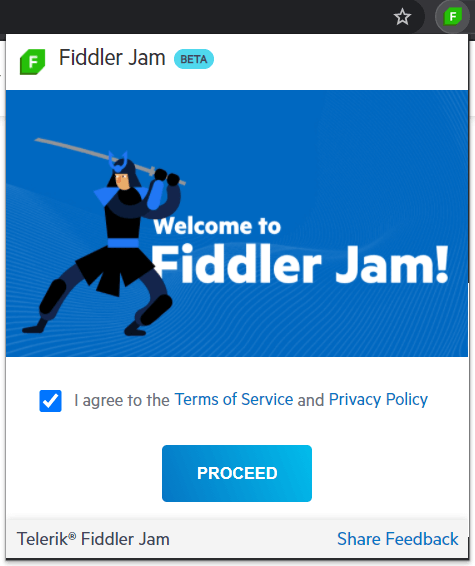 F
F Fiddler Jam BETA
Welcome to
Fiddler Jam!
I agree to the Terms of Service and Privacy Policy
PROCEED
Telerik® Fiddler Jam Share Feedback